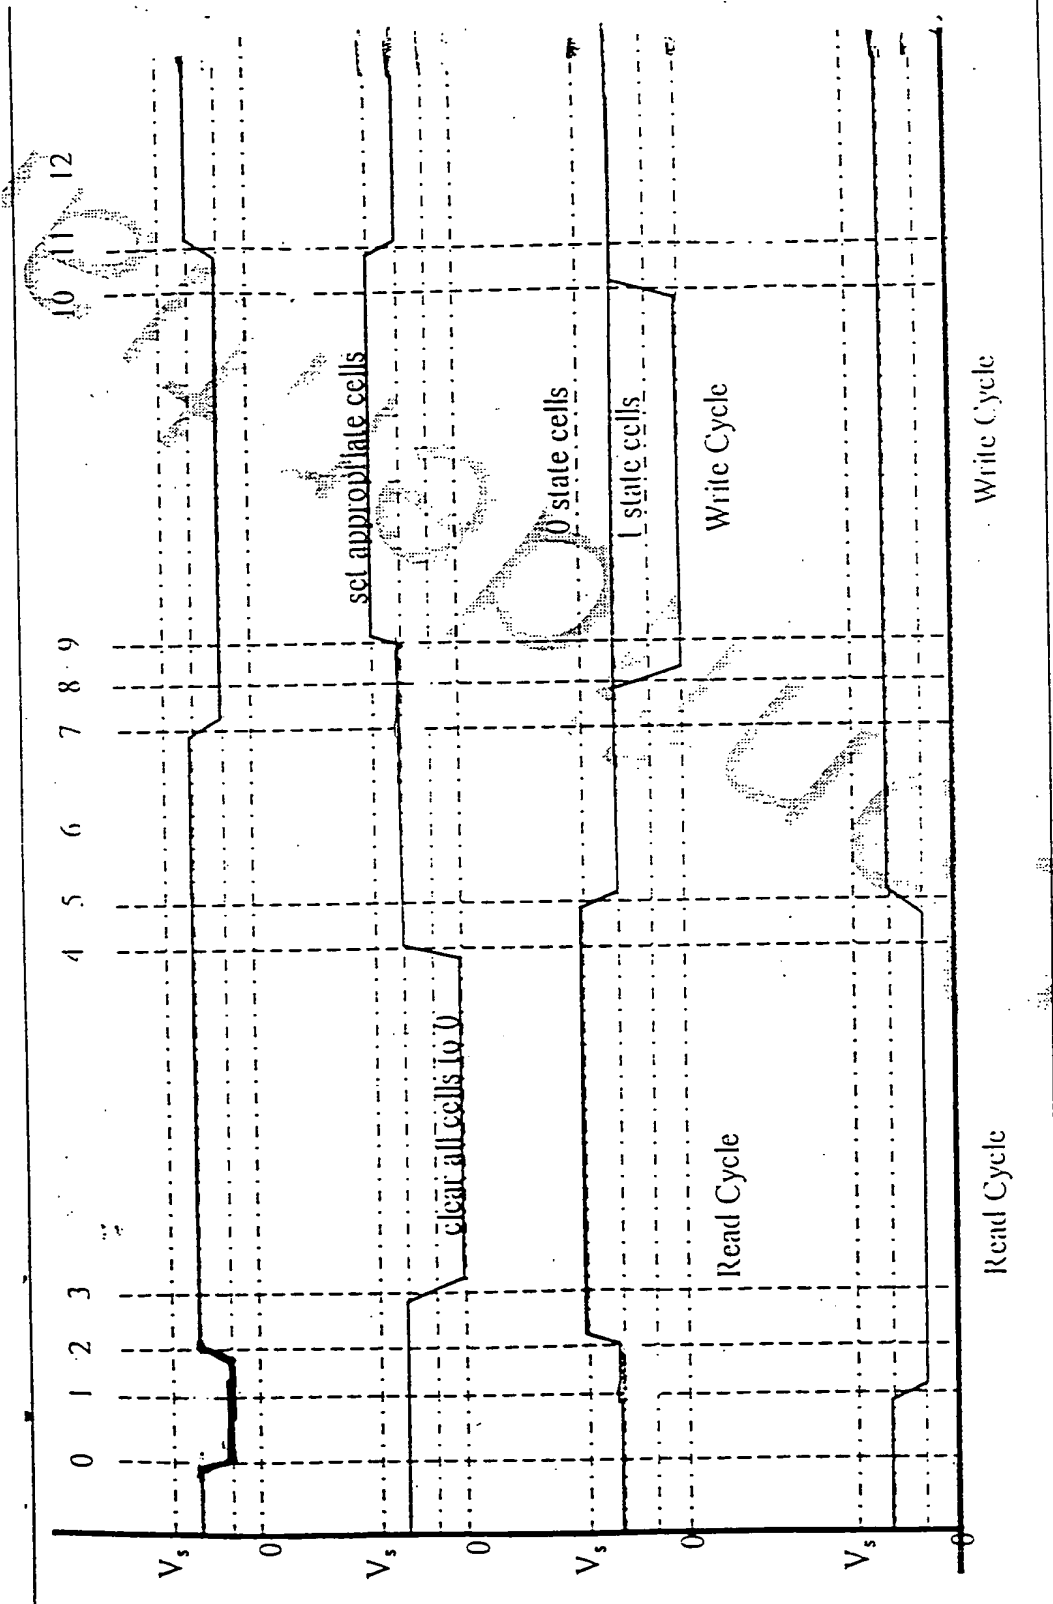 0 1 2 3 4 5 6 7 8 9 10 11 12
Vs
0
set appropriate cells
Vs
clear all cells to 0
0
0 state cells
Vs
1 state cells
0
Read Cycle Write Cycle
Vs
0
Read Cycle Write Cycle